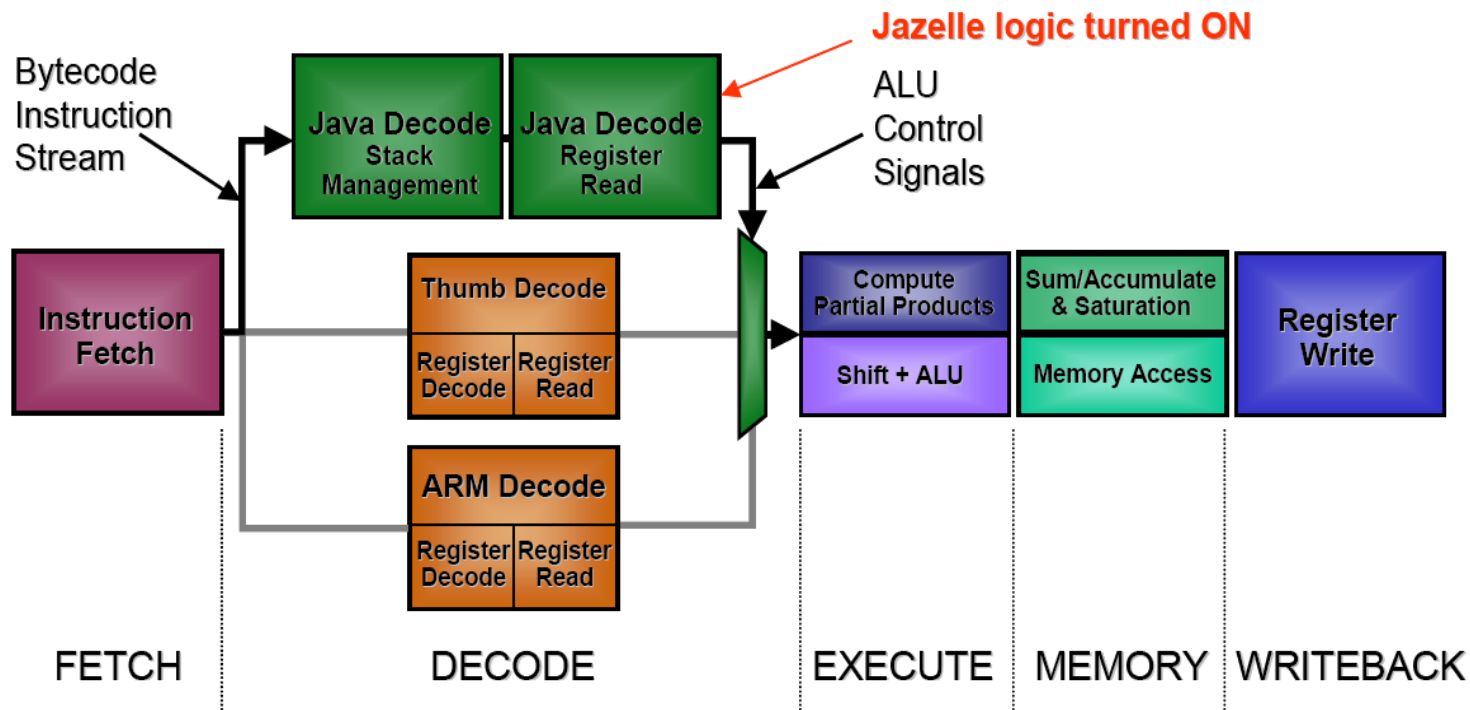 Jazelle logic turned ON
Bytecode
Instruction
Stream
Java Decode
Stack
Management
Java Decode
Register
Read
ALU
Control
Signals
Instruction
Fetch
Thumb Decode
Register
Decode
Register
Read
ARM Decode
Register
Decode
Register
Read
Compute
Partial Products
Shift + ALU
Sum/Accumulate
& Saturation
Memory Access
Register
Write
FETCH
DECODE
EXECUTE
MEMORY
WRITEBACK